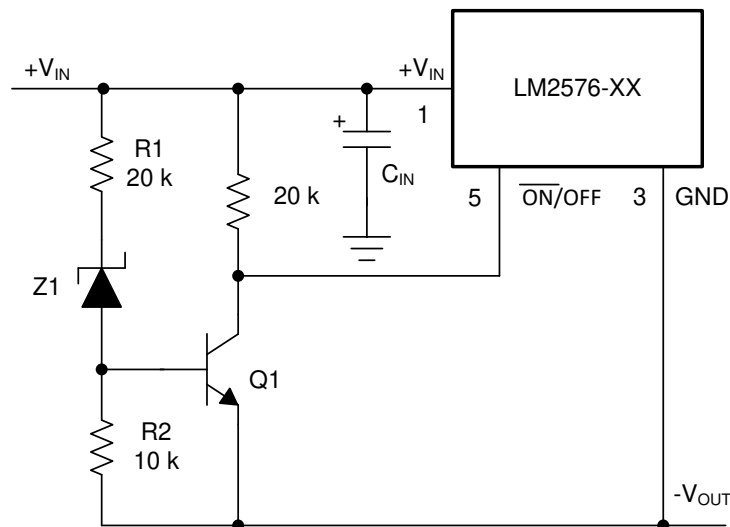 +VIN
+VIN
LM2576-XX
1
R1
20 k
+
CIN
20 k
5
ON/OFF
3
GND
Z1
Q1
R2
10 k
-VOUT